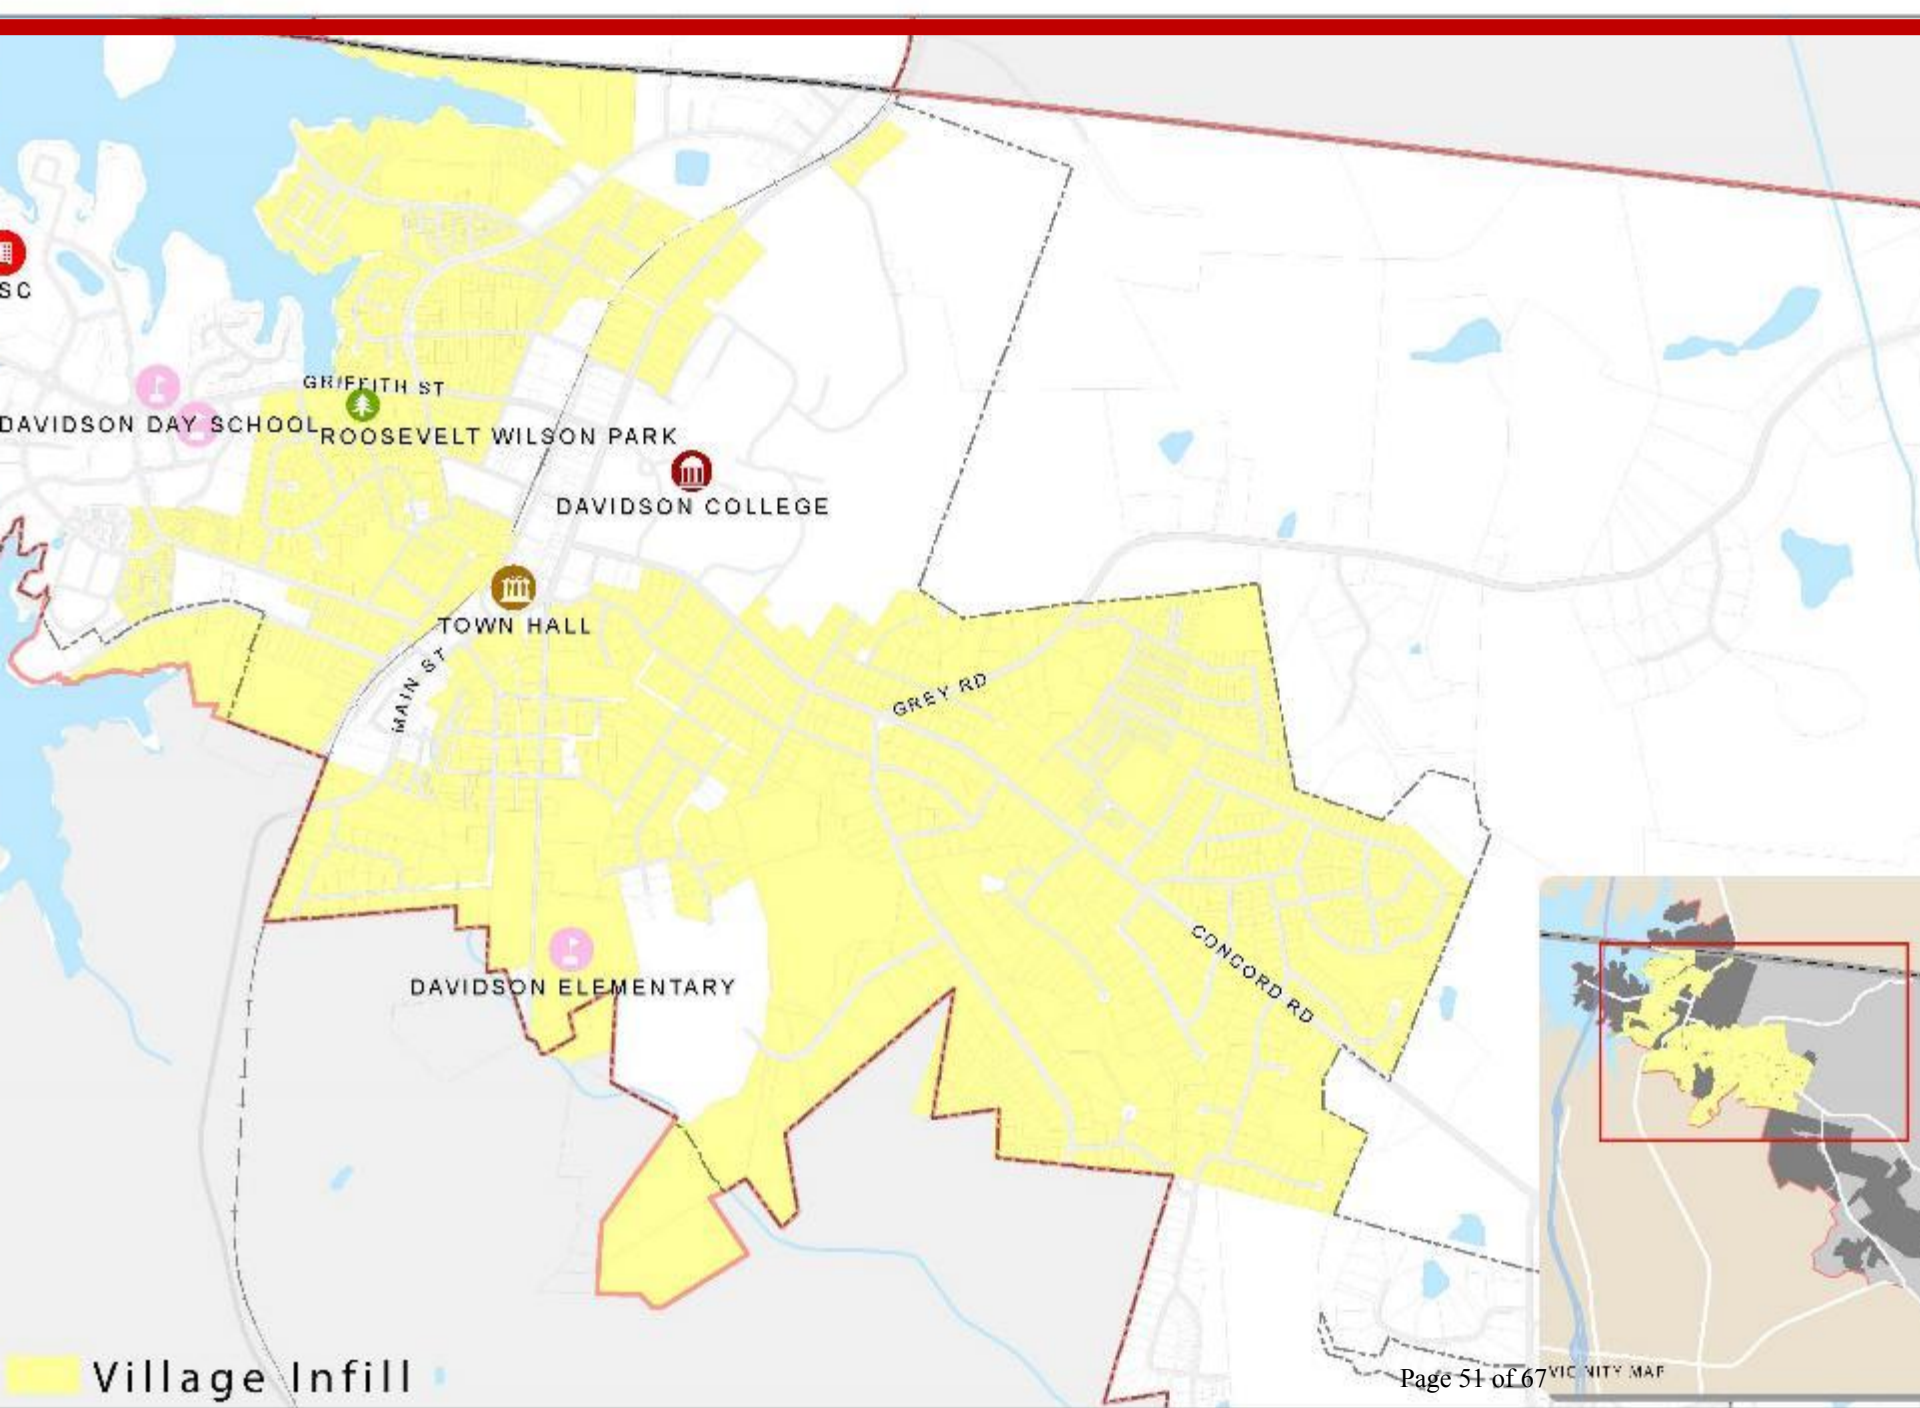 SC
GRIFFITH ST
DAVIDSON DAY SCHOOL
ROOSEVELT WILSON PARK
DAVIDSON COLLEGE
TOWN HALL
MAIN ST
GREY RD
CONCORD RD
DAVIDSON ELEMENTARY
Village Infill
Page 51 of 67
VICINITY MAP